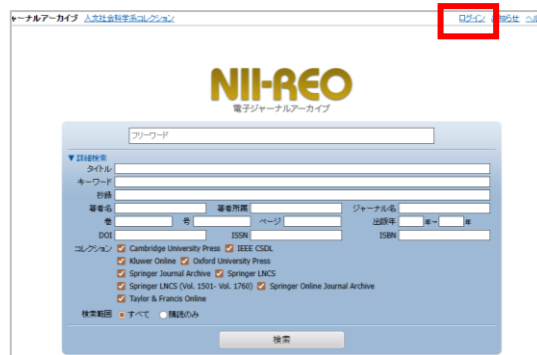 ャーナルアーカイブ 人文社会科学系コレクション ログイン お知らせ ヘル
NII-REO
電子ジャーナルアーカイブ
フリーワード
▼詳細検索
タイトル
キーワード
抄録
著者名 著者所属 ジャーナル名
巻 号 ページ 出版年 年~ 年
DOI ISSN ISBN
コレクション Cambridge University Press IEEE CSDL
Kluwer Online Oxford University Press
Springer Journal Archive Springer LNCS
Springer LNCS (Vol. 1501- Vol. 1760) Springer Online Journal Archive
Taylor & Francis Online
検索範囲 すべて 購読のみ
検索